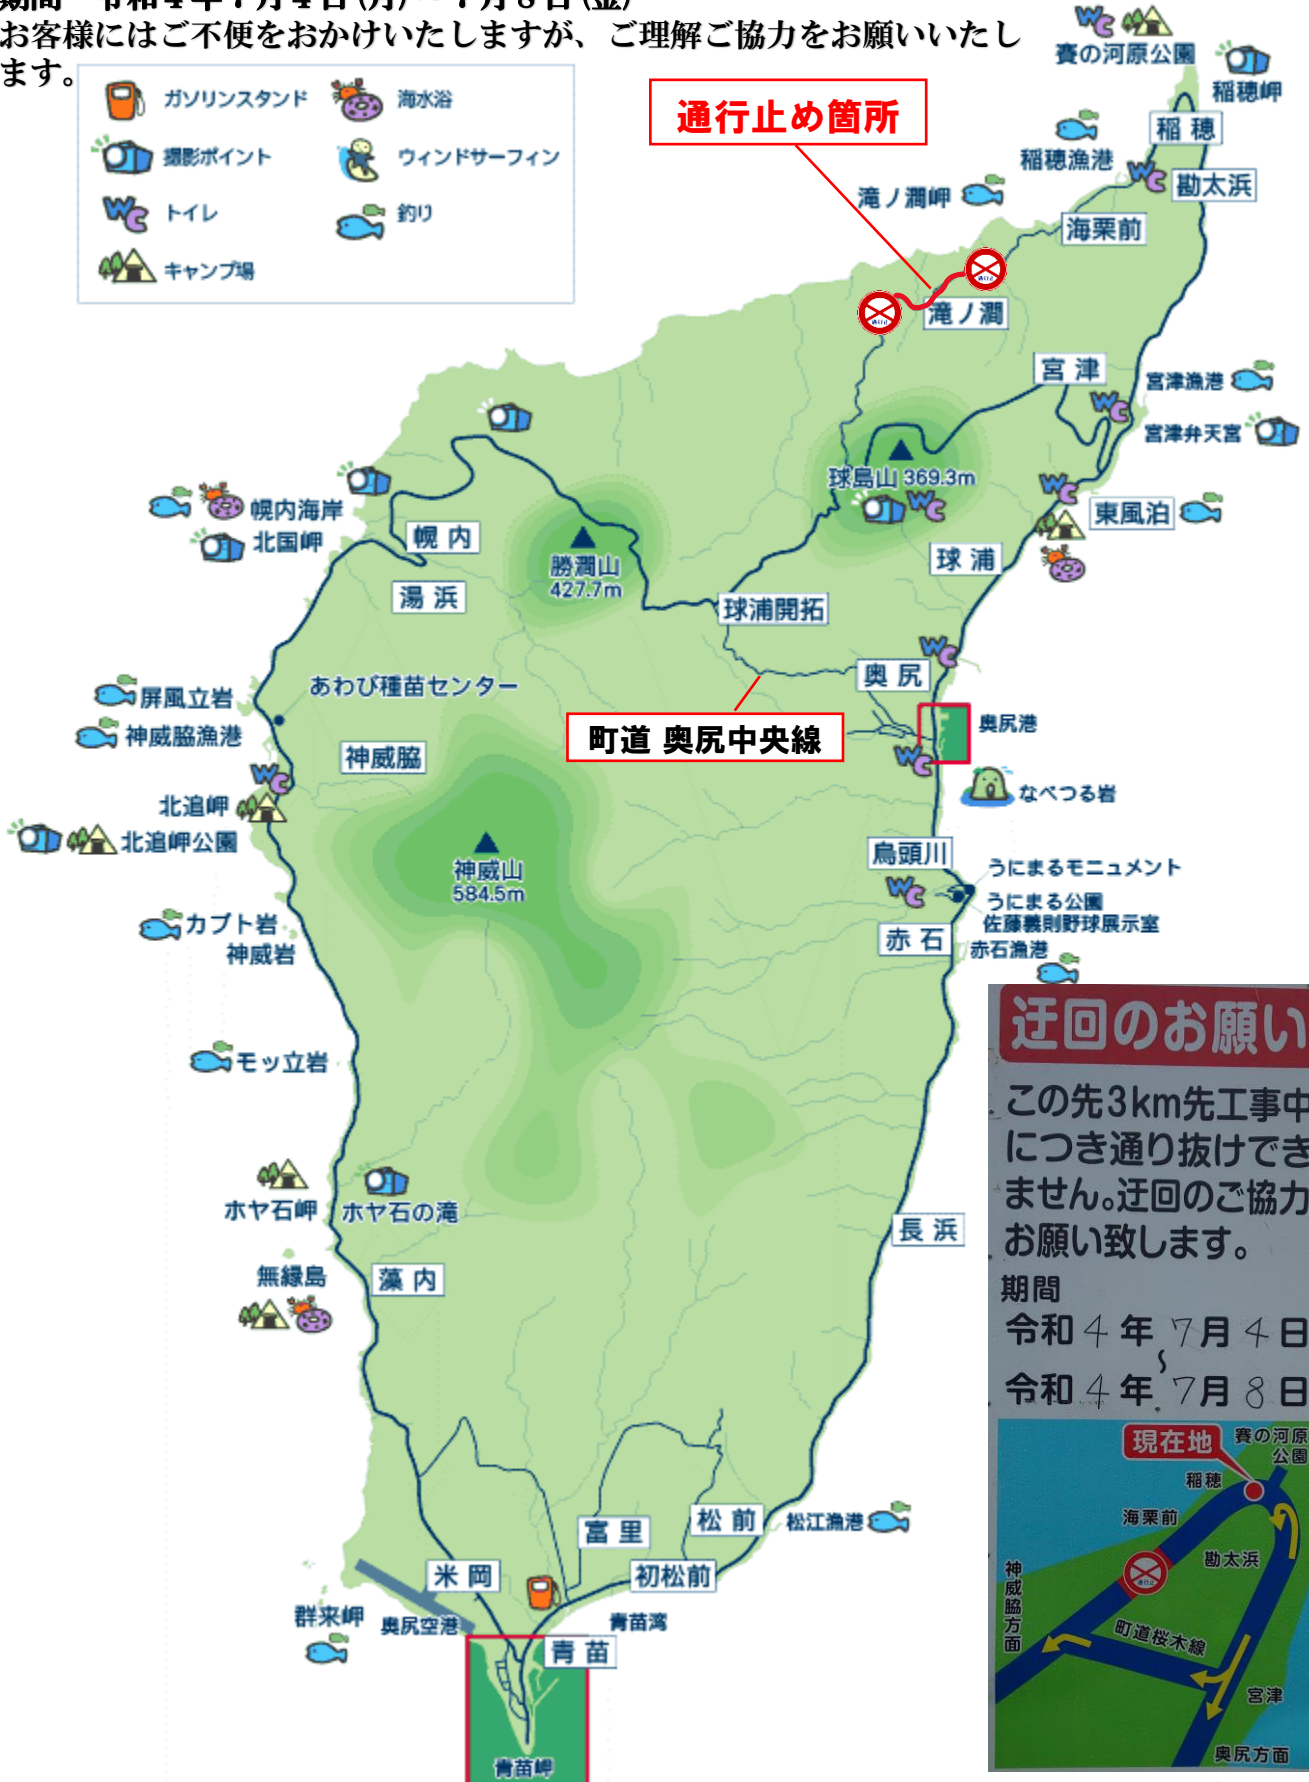 期間 令和４年７月４日(月)～７月８日(金)
お客様にはご不便をおかけいたしますが、ご理解ご協力をお願いいたし
ます。
ガソリンスタンド
海水浴
撮影ポイント
ウィンドサーフィン
トイレ
釣り
キャンプ場
通行止め箇所
賽の河原公園
稲穂岬
稲穂
稲穂漁港
勘太浜
滝ノ澗岬
海栗前
滝ノ澗
宮津
宮津漁港
宮津弁天宮
球島山 369.3m
東風泊
球浦
幌内海岸
北国岬
幌内
湯浜
勝澗山
427.7m
球浦開拓
奥尻
町道 奥尻中央線
奥尻港
なべつる岩
あわび種苗センター
屏風立岩
神威脇漁港
神威脇
北追岬
北追岬公園
神威山
584.5m
烏頭川
うにまるモニュメント
うにまる公園
佐藤義則野球展示室
赤石
赤石漁港
カブト岩
神威岩
モッ立岩
ホヤ石岬
ホヤ石の滝
無縁島
藻内
長浜
松前
松江漁港
富里
初松前
米岡
群来岬
奥尻空港
青苗湾
青苗
青苗岬
迂回のお願い
この先3km先工事中
につき通り抜けでき
ません。迂回のご協力
お願い致します。
期間
令和4年7月4日
～
令和4年7月8日
現在地
賽の河原
公園
稲穂
海栗前
勘太浜
神威脇方面
町道桜木線
宮津
奥尻方面